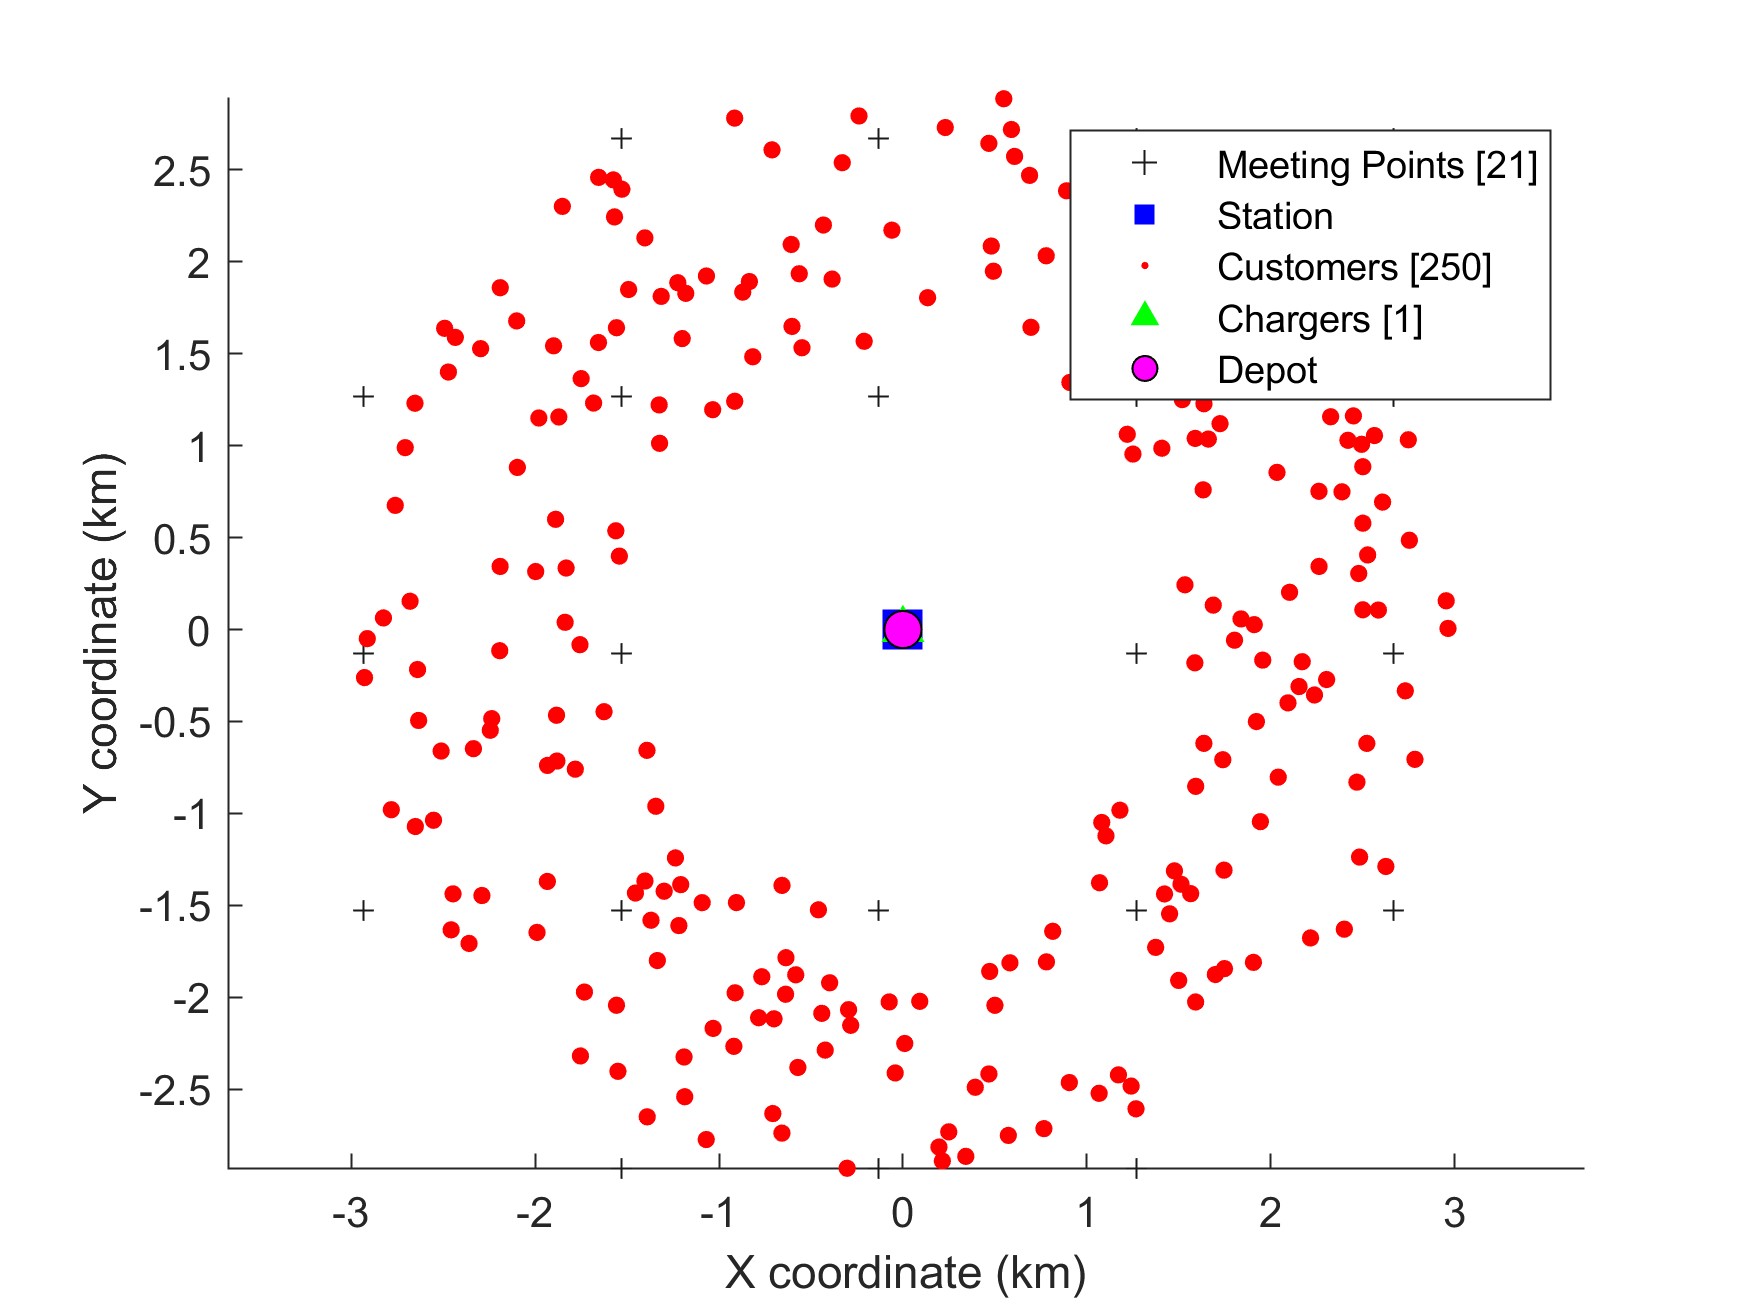 Meeting Points [21]
Station
Customers [250]
Chargers [1]
Depot
2.5
2
1.5
1
0.5
0
-0.5
-1
-1.5
-2
-2.5
Y coordinate (km)
-3 -2 -1 0 1 2 3
X coordinate (km)